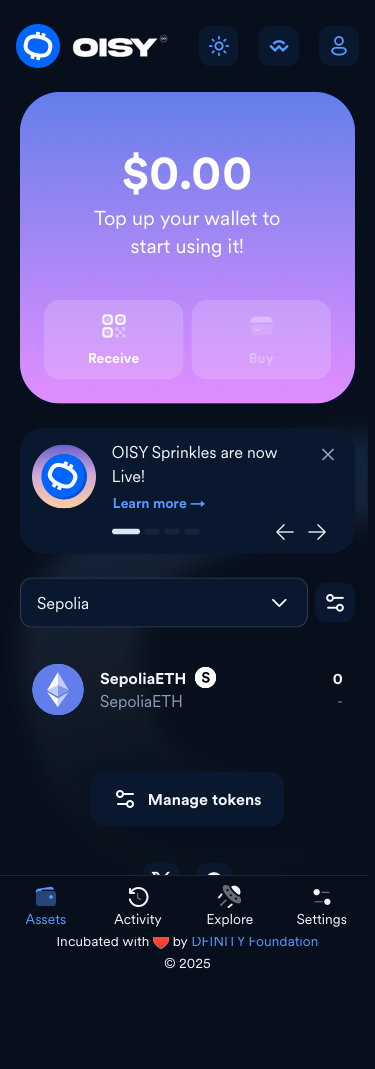 OISY
$0.00
Top up your wallet to
start using it!
Receive
Buy
OISY Sprinkles are now
Live!
Learn more →
Sepolia
SepoliaETH S
0
SepoliaETH
-
Manage tokens
Assets
Activity
Explore
Settings
Incubated with ❤️ by DFINITY Foundation
© 2025